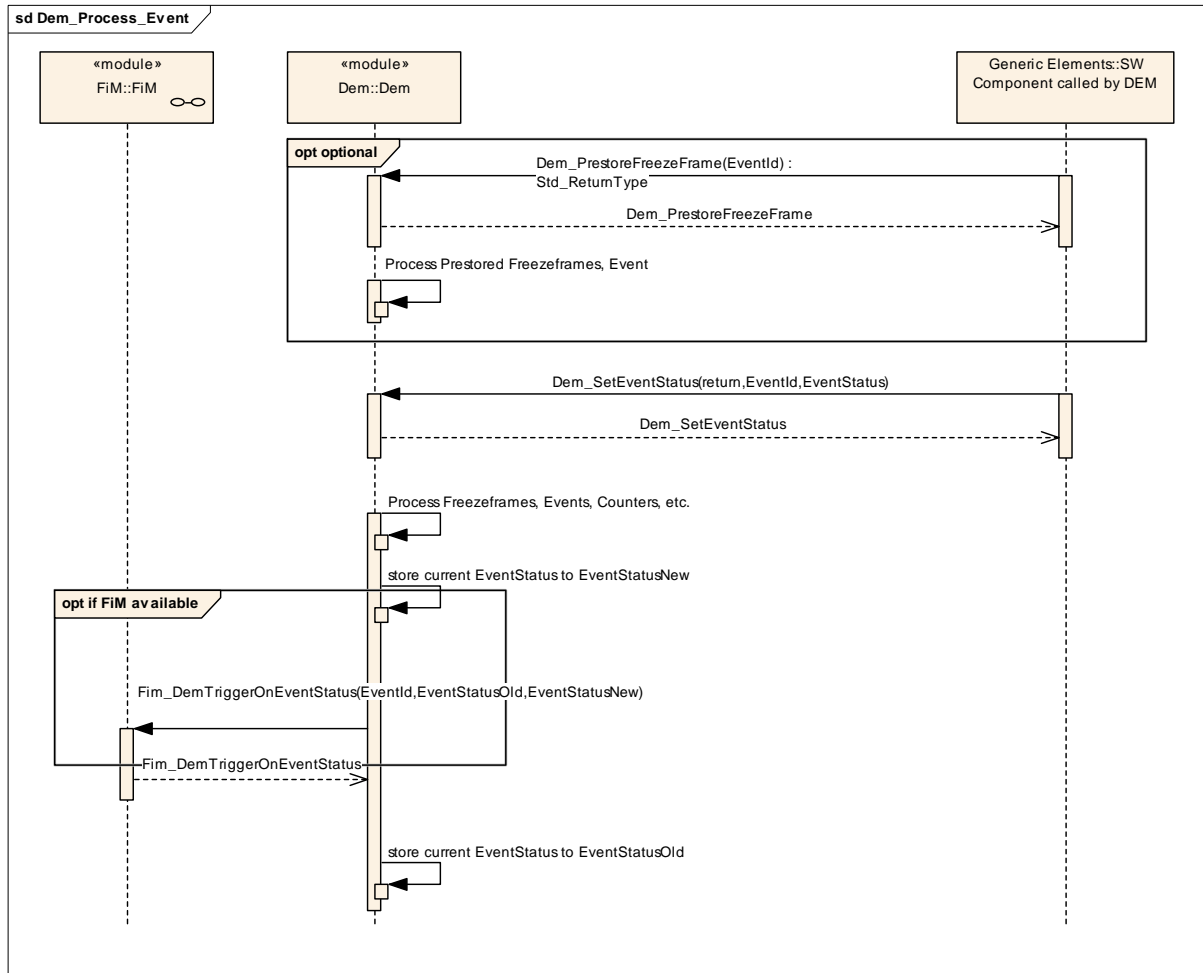 sd Dem_Process_Event
«module»
FiM::FiM
«module»
Dem::Dem
Generic Elements::SW
Component called by DEM
opt optional
Dem_PrestoreFreezeFrame(EventId) :
Std_ReturnType
Dem_PrestoreFreezeFrame
Process Prestored Freezeframes, Event
Dem_SetEventStatus(return,EventId,EventStatus)
Dem_SetEventStatus
Process Freezeframes, Events, Counters, etc.
store current EventStatus to EventStatusNew
opt if FiM available
Fim_DemTriggerOnEventStatus(EventId,EventStatusOld,EventStatusNew)
Fim_DemTriggerOnEventStatus
store current EventStatus to EventStatusOld